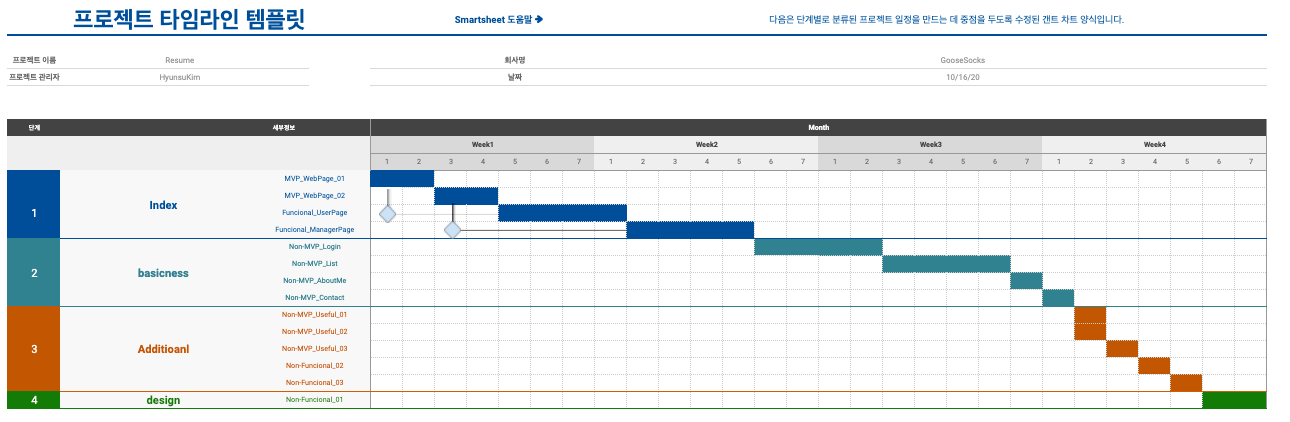 프로젝트 타임라인 템플릿
Smartsheet 도움말 →
다음은 단계별로 분류된 프로젝트 일정을 만드는 데 중점을 두도록 수정된 갠트 차트 양식입니다.
프로젝트 이름 Resume 회사명 GooseSocks
프로젝트 관리자 HyunsuKim 날짜 10/16/20
단계 세부정보 Month
Week1 Week2 Week3 Week4
1 2 3 4 5 6 7 1 2 3 4 5 6 7 1 2 3 4 5 6 7 1 2 3 4 5 6 7
1
Index
MVP_WebPage_01
MVP_WebPage_02
Funcional_UserPage
Funcional_ManagerPage
2
basicness
Non-MVP_Login
Non-MVP_List
Non-MVP_AboutMe
Non-MVP_Contact
3
Additioanl
Non-MVP_Useful_01
Non-MVP_Useful_02
Non-MVP_Useful_03
Non-Funcional_02
Non-Funcional_03
4
design
Non-Funcional_01